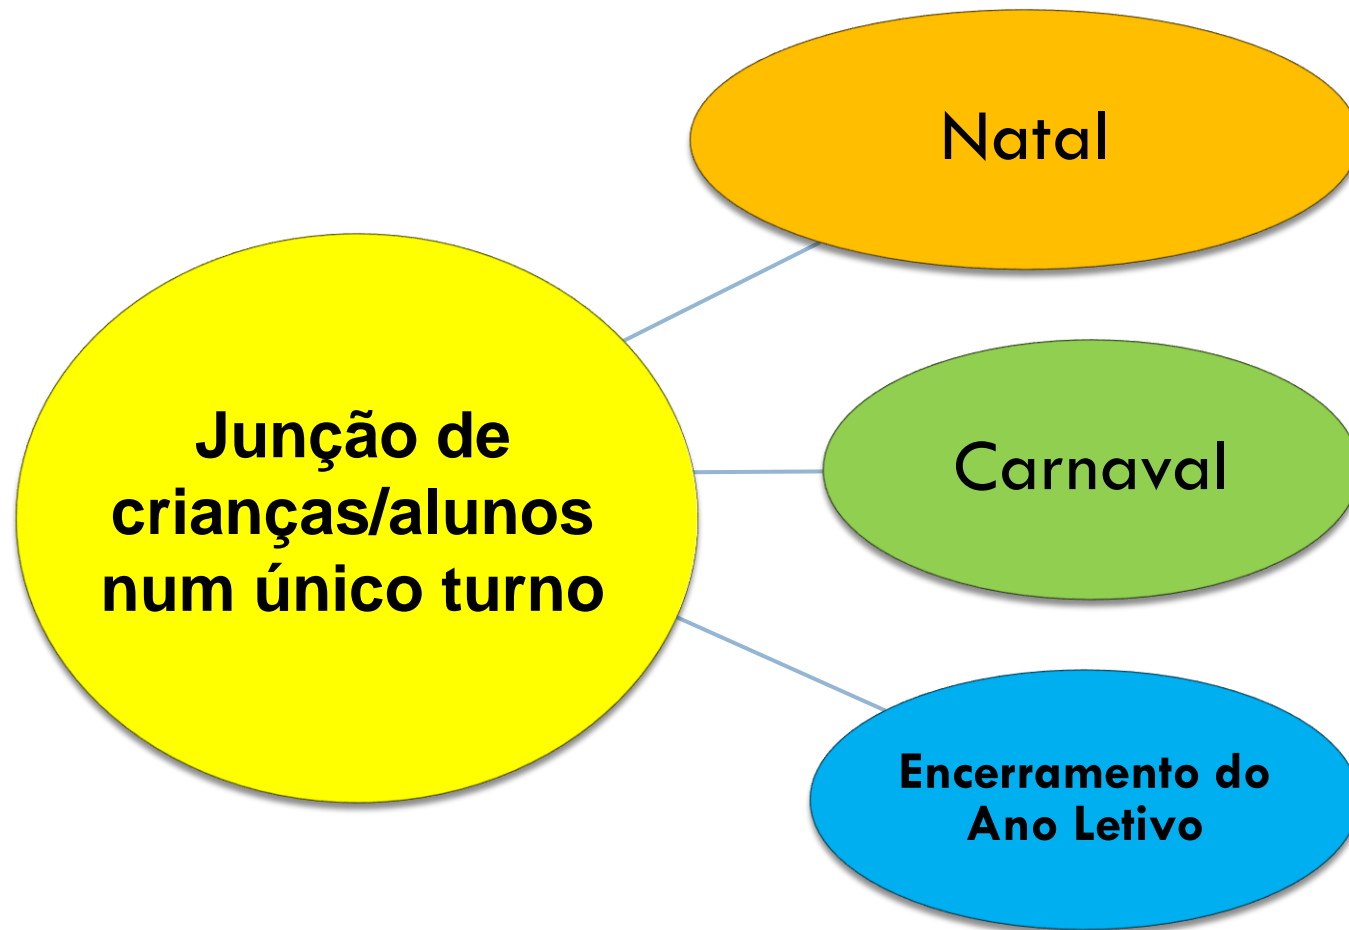 Natal
Junção de
crianças/alunos
num único turno
Carnaval
Encerramento do
Ano Letivo